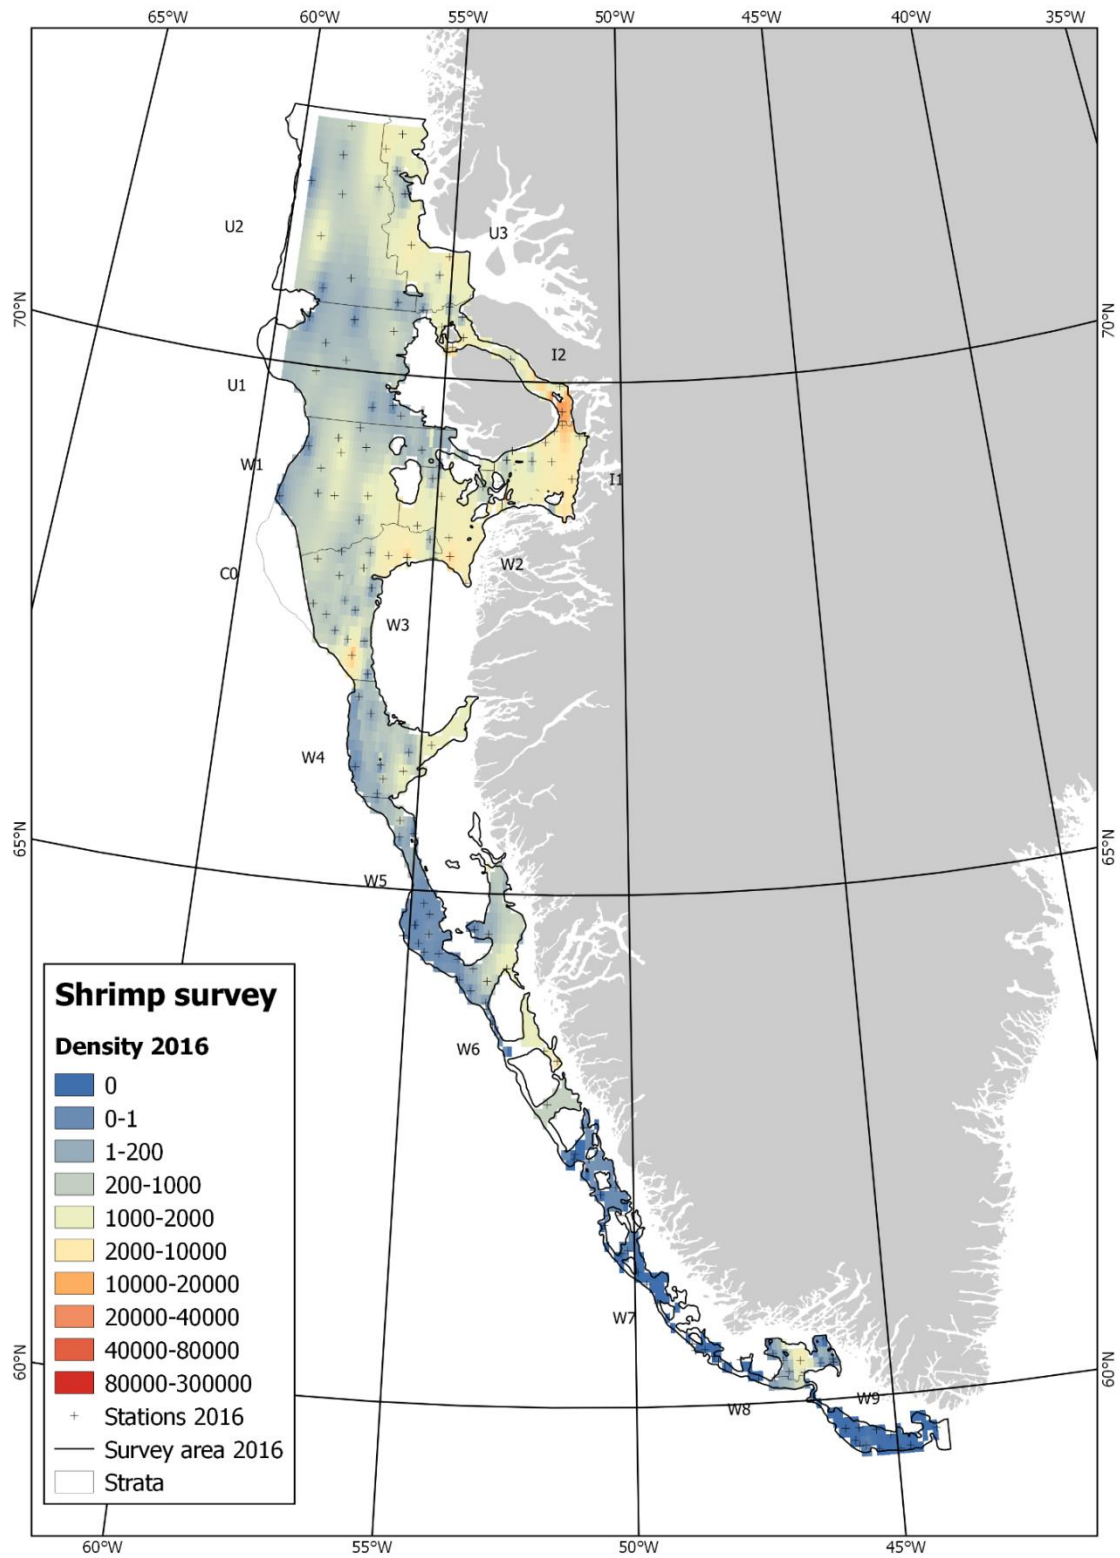 65°W 60°W 55°W 50°W 45°W 40°W 35°W
U2
U3
70°N 70°N
I2
U1
W1
I1
W2
C0
W3
W4
65°N 65°N
W5
W6
W7
60°N 60°N
W8
W9
Shrimp survey
Density 2016
0
0-1
1-200
200-1000
1000-2000
2000-10000
10000-20000
20000-40000
40000-80000
80000-300000
Stations 2016
Survey area 2016
Strata
60°W 55°W 50°W 45°W